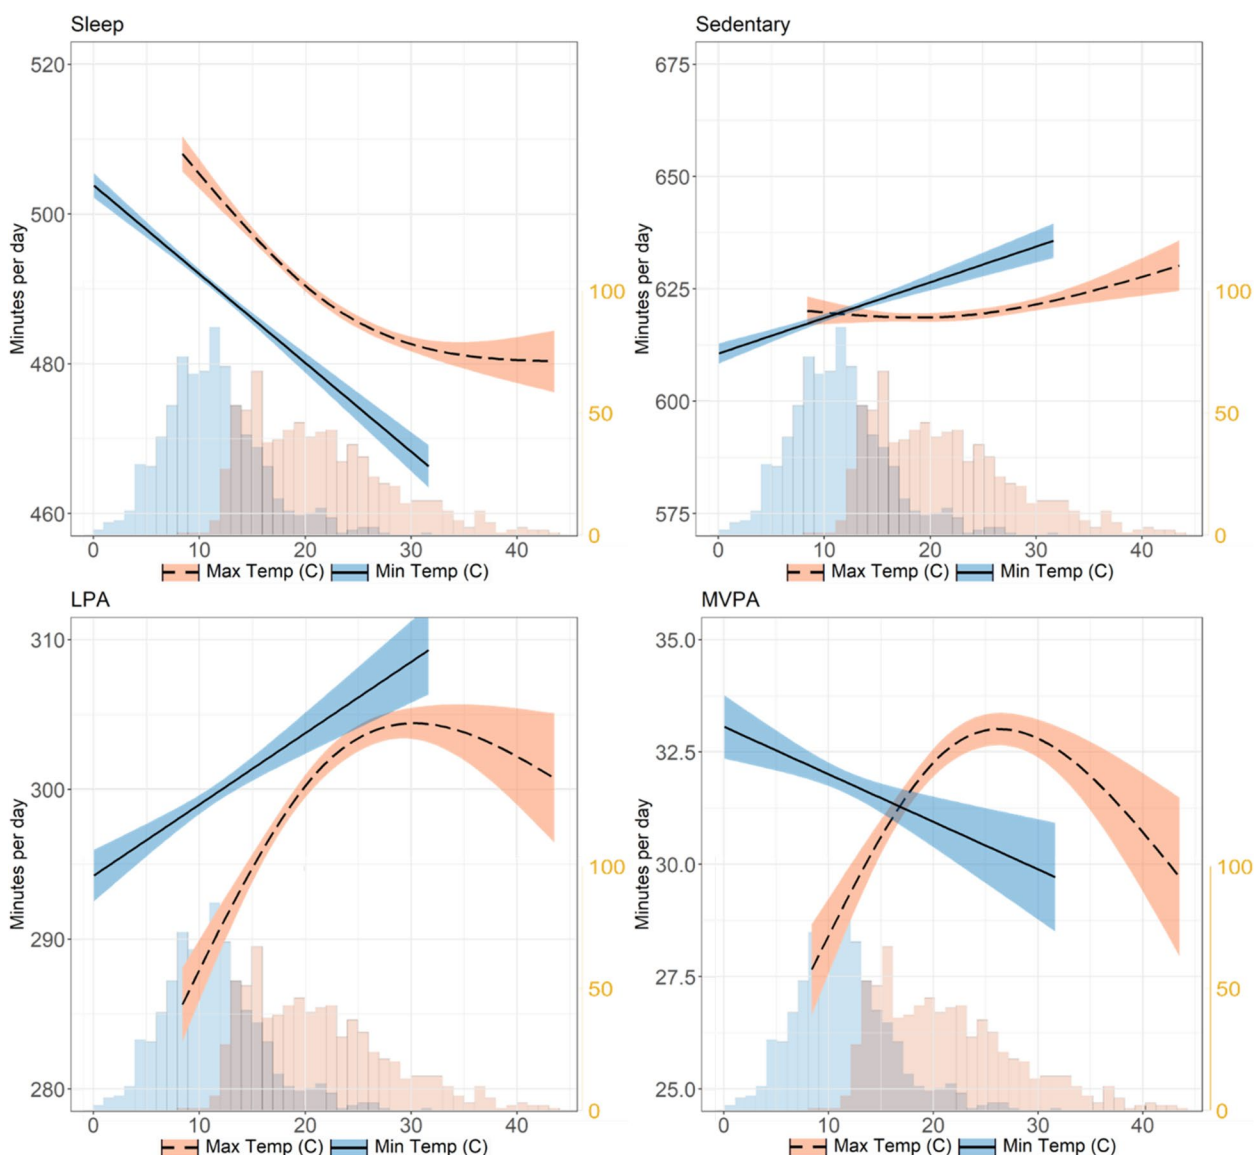 Sleep
Sedentary
520
500
480
460
Minutes per day
100
50
0
0 10 20 30 40
Max Temp (C) Min Temp (C)
675
650
625
600
575
Minutes per day
100
50
0
0 10 20 30 40
Max Temp (C) Min Temp (C)
LPA
MVPA
310
300
290
280
Minutes per day
100
50
0
0 10 20 30 40
Max Temp (C) Min Temp (C)
35.0
32.5
30.0
27.5
25.0
Minutes per day
100
50
0
0 10 20 30 40
Max Temp (C) Min Temp (C)